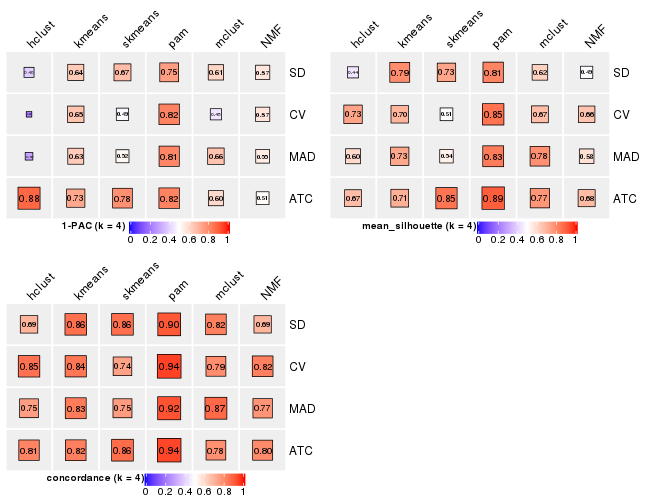 hclust kmeans skmeans pam mclust NMF
0.64 0.67 0.75 0.61 0.57 SD
0.65 0.49 0.82 0.57 CV
0.63 0.52 0.81 0.66 0.55 MAD
0.88 0.73 0.78 0.82 0.60 0.51 ATC
1-PAC (k = 4)
0 0.2 0.4 0.6 0.8 1
hclust kmeans skmeans pam mclust NMF
0.44 0.79 0.73 0.81 0.62 0.49 SD
0.73 0.70 0.51 0.85 0.67 0.66 CV
0.60 0.73 0.54 0.83 0.78 0.58 MAD
0.67 0.71 0.85 0.89 0.77 0.68 ATC
mean_silhouette (k = 4)
0 0.2 0.4 0.6 0.8 1
hclust kmeans skmeans pam mclust NMF
0.69 0.86 0.86 0.90 0.82 0.69 SD
0.85 0.84 0.74 0.94 0.79 0.82 CV
0.75 0.83 0.75 0.92 0.87 0.77 MAD
0.81 0.82 0.86 0.94 0.78 0.80 ATC
concordance (k = 4)
0 0.2 0.4 0.6 0.8 1